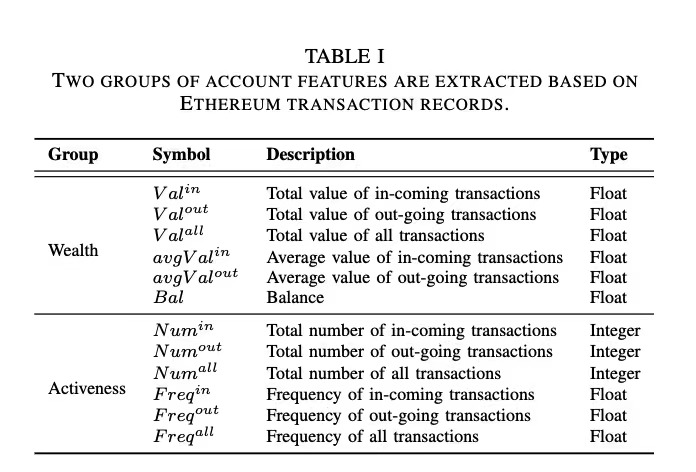 TABLE I
TWO GROUPS OF ACCOUNT FEATURES ARE EXTRACTED BASED ON
ETHEREUM TRANSACTION RECORDS.
Group Symbol Description Type
Wealth
Val^in Total value of in-coming transactions Float
Val^out Total value of out-going transactions Float
Val^all Total value of all transactions Float
avgVal^in Average value of in-coming transactions Float
avgVal^out Average value of out-going transactions Float
Bal Balance Float
Activeness
Num^in Total number of in-coming transactions Integer
Num^out Total number of out-going transactions Integer
Num^all Total number of all transactions Integer
Freq^in Frequency of in-coming transactions Float
Freq^out Frequency of out-going transactions Float
Freq^all Frequency of all transactions Float